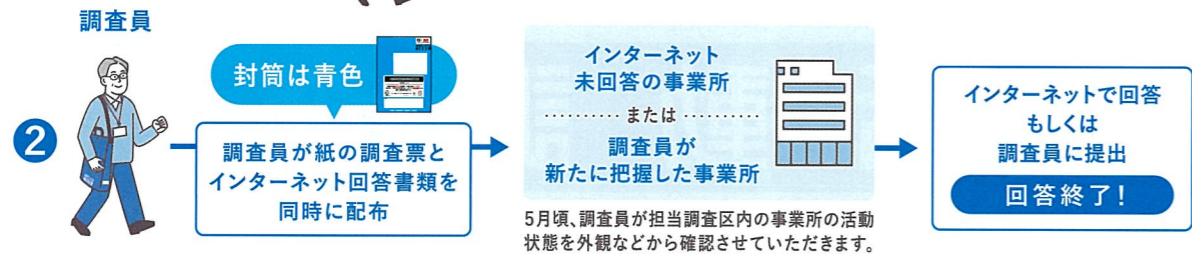 調査員
封筒は青色
2
調査員が紙の調査票と
インターネット回答書類を
同時に配布
インターネット
未回答の事業所
または
調査員が
新たに把握した事業所
5月頃、調査員が担当調査区内の事業所の活動
状態を外観などから確認させていただきます。
インターネットで回答
もしくは
調査員に提出
回答終了!